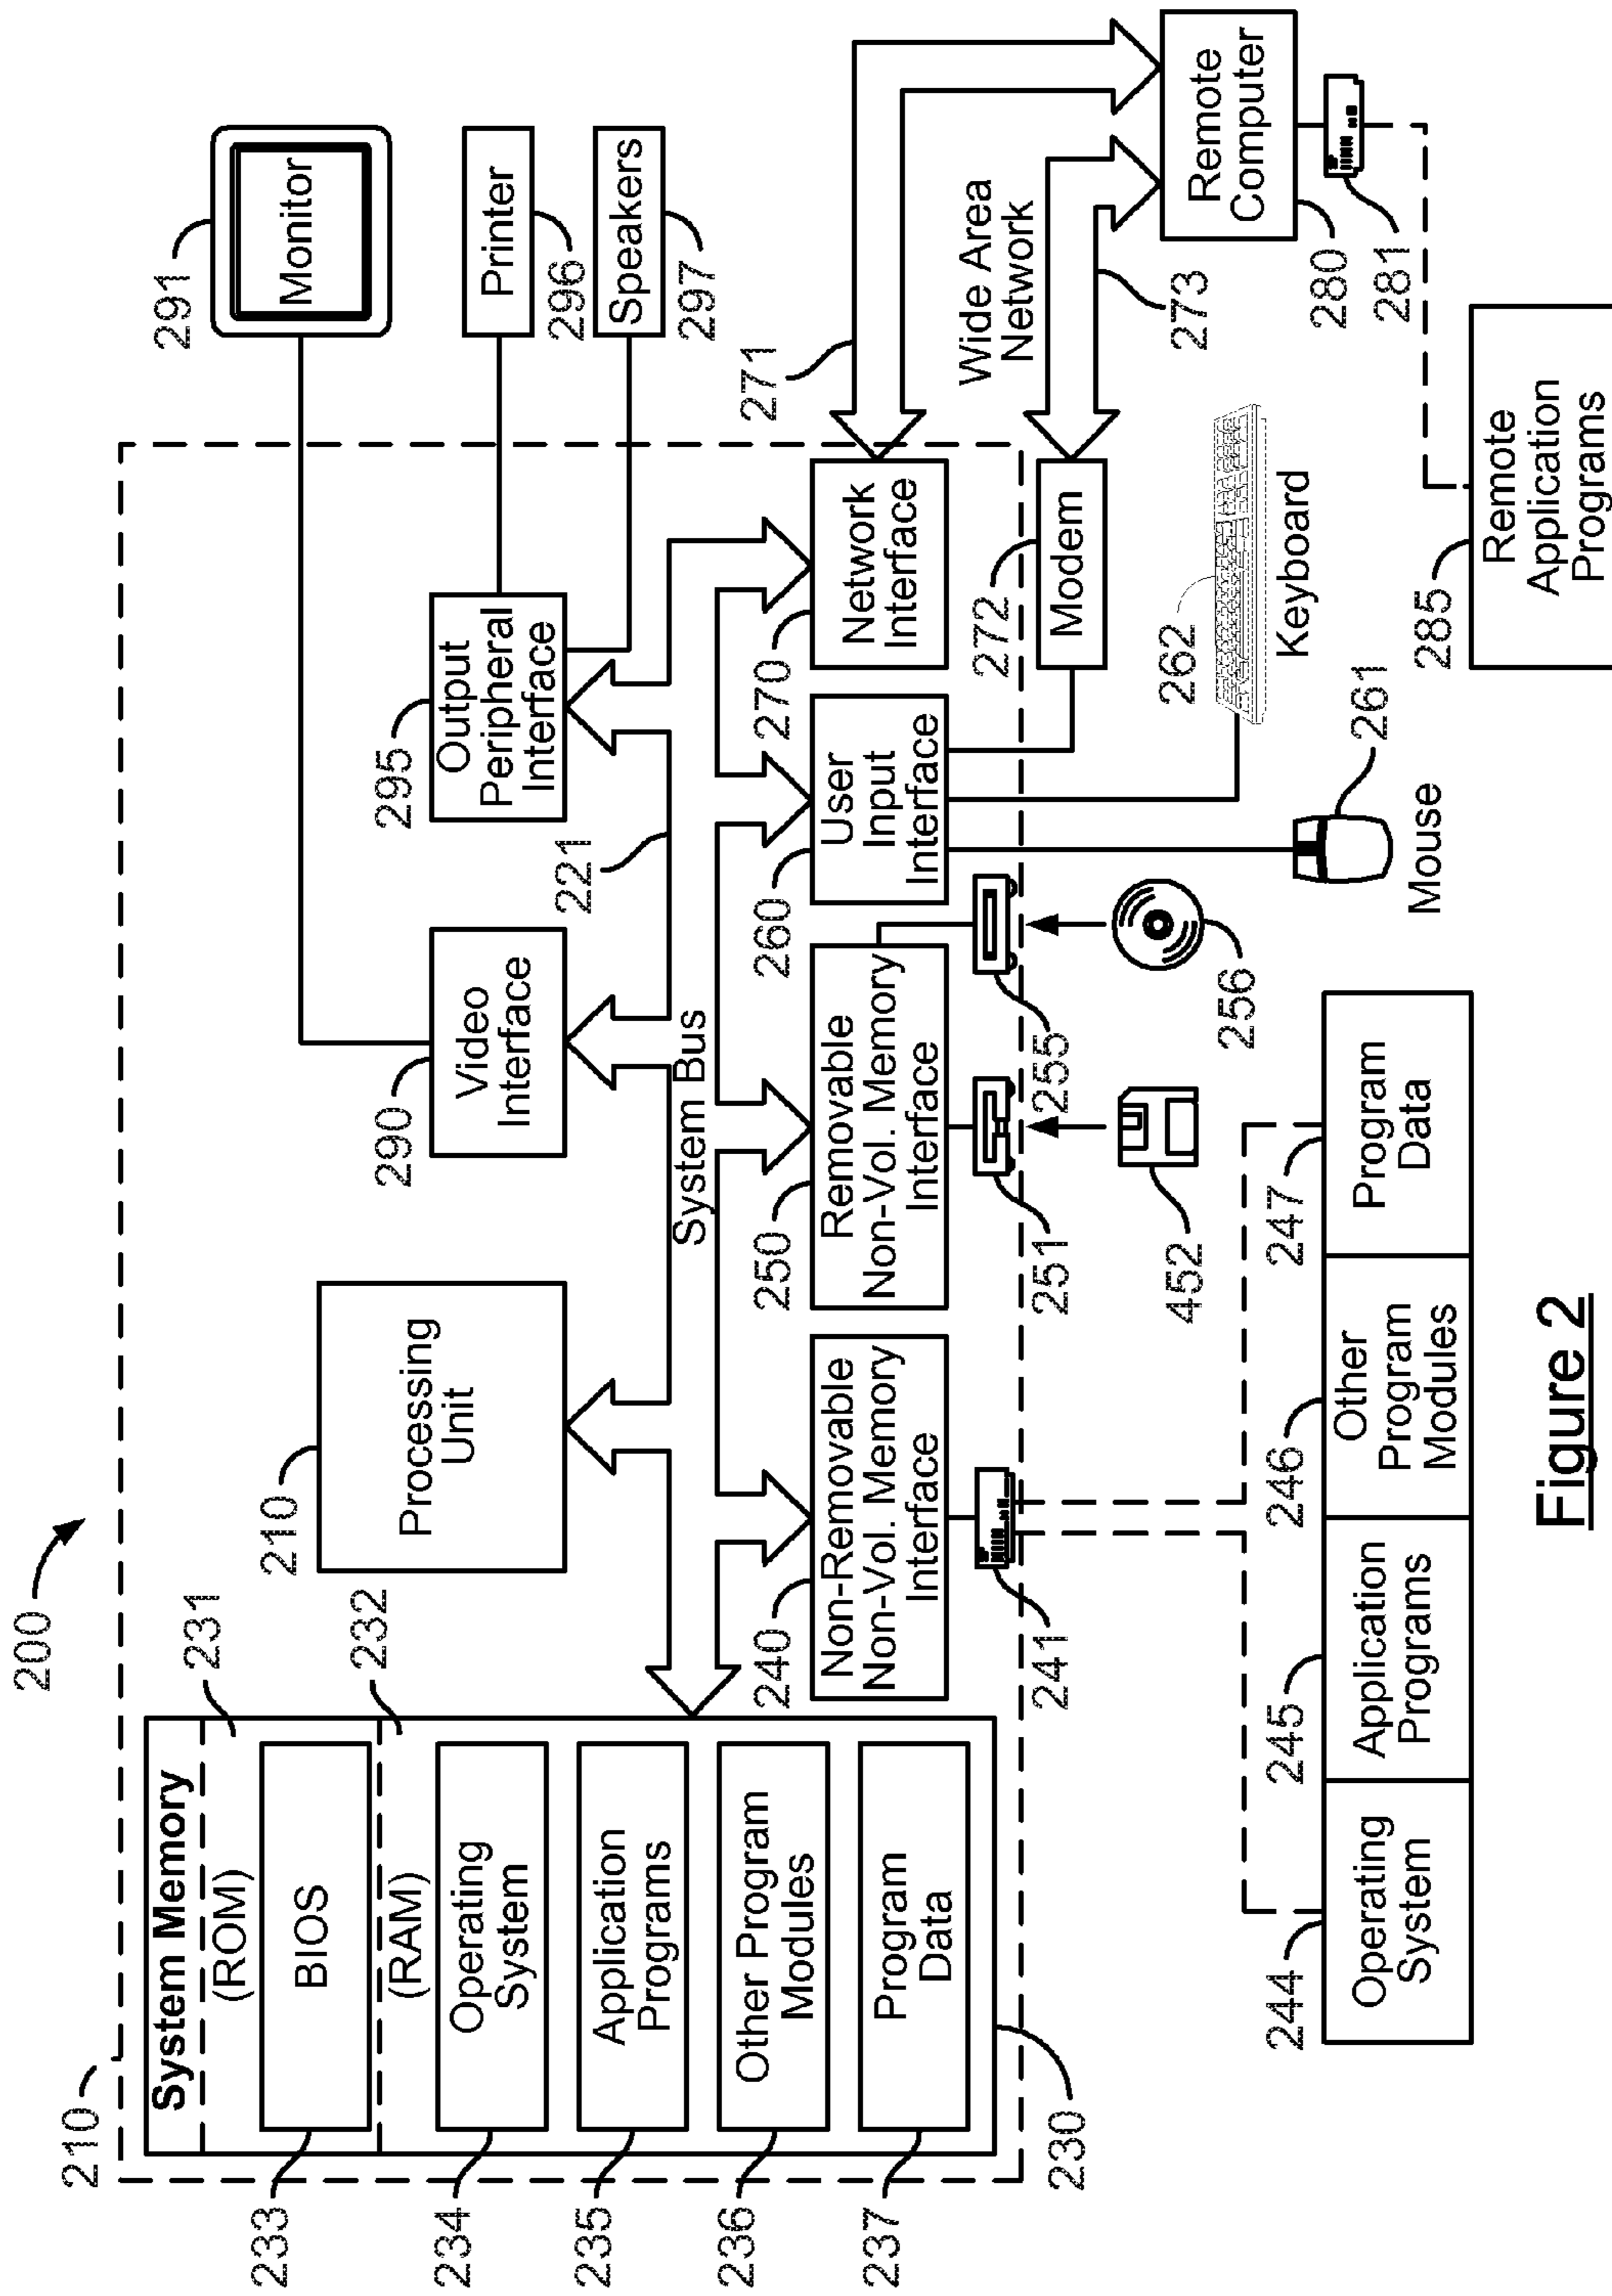 200
210
System Memory
(ROM)
231
BIOS
233
(RAM)
232
Operating
System
234
Application
Programs
235
Other Program
Modules
236
Program
Data
237
230
210
Processing
Unit
290
Video
Interface
295
Output
Peripheral
Interface
291
Monitor
Printer
296
Speakers
297
221
System Bus
240
Non-Removable
Non-Vol. Memory
Interface
250
Removable
Non-Vol. Memory
Interface
260
User
Input
Interface
270
Network
Interface
271
Wide Area
Network
272
Modem
273
Remote
Computer
280
281
241
251
255
452
256
262
Keyboard
261
Mouse
285
Remote
Application
Programs
244
Operating
System
245
Application
Programs
246
Other
Program
Modules
247
Program
Data
Figure 2